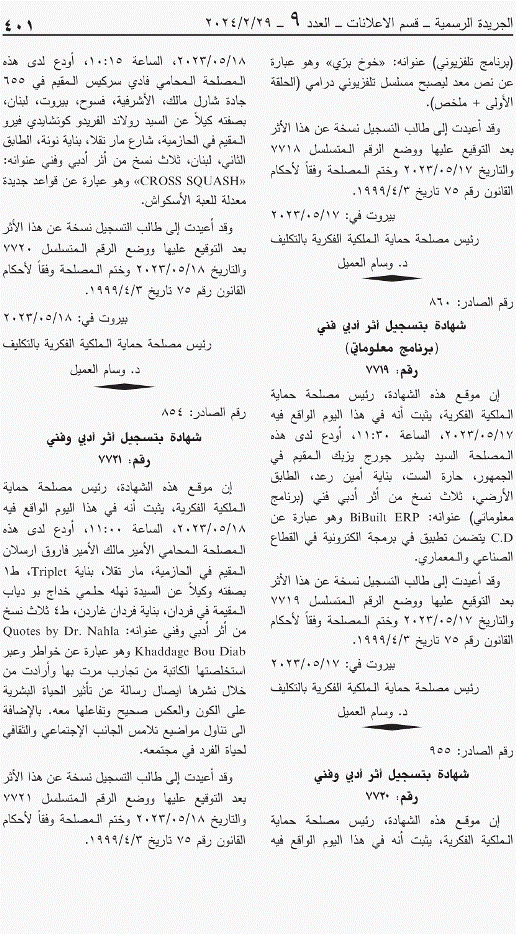 الجريدة الرسمية – قسم الاعلانات – العدد ٩ – ٢٠٢٤/٢/٢٩
٤٠١
(برنامج تلفزيوني) عنوانه: «خوخ برّي» وهو عبارة
عن نص معد ليصبح مسلسل تلفزيوني درامي (الحلقة
الأولى + ملخص).
وقد أعيدت إلى طالب التسجيل نسخة عن هذا الأثر
بعد التوقيع عليها ووضع الرقم المتسلسل ٧٧١٨
والتاريخ ٢٠٢٣/٠٥/١٧ وختم المصلحة وفقاً لأحكام
القانون رقم ٧٥ تاريخ ١٩٩٩/٤/٣.
بيروت في: ٢٠٢٣/٠٥/١٧
رئيس مصلحة حماية الملكية الفكرية بالتكليف
د. وسام العميل
رقم الصادر: ٨٦٠
شهادة بتسجيل أثر أدبي فني
(برنامج معلوماتي)
رقم: ٧٧١٩
إن موقع هذه الشهادة، رئيس مصلحة حماية
الملكية الفكرية، يثبت أنه في هذا اليوم الواقع فيه
٢٠٢٣/٠٥/١٧، الساعة ١١:٣٠، أودع لدى هذه
المصلحة السيد بشير جورج يزبك المقيم في
الجمهور، حارة الست، بناية أمين رعد، الطابق
الأرضي، ثلاث نسخ من أثر أدبي فني (برنامج
معلوماتي) عنوانه: BiBuilt ERP وهو عبارة عن
C.D يتضمن تطبيق في برمجة الكترونية في القطاع
الصناعي والمعماري.
وقد أعيدت إلى طالب التسجيل نسخة عن هذا الأثر
بعد التوقيع عليها ووضع الرقم المتسلسل ٧٧١٩
والتاريخ ٢٠٢٣/٠٥/١٧ وختم المصلحة وفقاً لأحكام
القانون رقم ٧٥ تاريخ ١٩٩٩/٤/٣.
بيروت في: ٢٠٢٣/٠٥/١٧
رئيس مصلحة حماية الملكية الفكرية بالتكليف
د. وسام العميل
رقم الصادر: ٩٥٥
شهادة بتسجيل أثر أدبي وفني
رقم: ٧٧٢٠
إن موقع هذه الشهادة، رئيس مصلحة حماية
الملكية الفكرية، يثبت أنه في هذا اليوم الواقع فيه
٢٠٢٣/٠٥/١٨، الساعة ١٠:١٥، أودع لدى هذه
المصلحة المحامي فادي سركيس المقيم في ٦٥٥
جادة شارل مالك، الأشرفية، فسوح، بيروت، لبنان،
بصفته كيلاً عن السيد رولاند الفريدو كونشايدي فيرو
المقيم في الحازمية، شارع مار نقلا، بناية نونة، الطابق
الثاني، لبنان، ثلاث نسخ من أثر أدبي وفني عنوانه:
«CROSS SQUASH» وهو عبارة عن قواعد جديدة
معدلة للعبة الأسكواش.
وقد أعيدت إلى طالب التسجيل نسخة عن هذا الأثر
بعد التوقيع عليها ووضع الرقم المتسلسل ٧٧٢٠
والتاريخ ٢٠٢٣/٠٥/١٨ وختم المصلحة وفقاً لأحكام
القانون رقم ٧٥ تاريخ ١٩٩٩/٤/٣.
بيروت في: ٢٠٢٣/٠٥/١٨
رئيس مصلحة حماية الملكية الفكرية بالتكليف
د. وسام العميل
رقم الصادر: ٨٥٤
شهادة بتسجيل أثر أدبي وفني
رقم: ٧٧٢١
إن موقع هذه الشهادة، رئيس مصلحة حماية
الملكية الفكرية، يثبت أنه في هذا اليوم الواقع فيه
٢٠٢٣/٠٥/١٨، الساعة ١١:٠٠، أودع لدى هذه
المصلحة المحامي الأمير مالك الأمير فاروق ارسلان
المقيم في الحازمية، مار تقلا، بناية Triplet، ط١
بصفته وكيلاً عن السيدة نهله حلمي خداج بو دياب
المقيمة في فردان، بناية فردان غاردن، ط٤ ثلاث نسخ
من أثر أدبي وفني عنوانه: Quotes by Dr. Nahla
Khaddage Bou Diab وهو عبارة عن خواطر وعبر
استخلصتها الكاتبة من تجارب مرت بها وأرادت من
خلال نشرها ايصال رسالة عن تأثير الحياة البشرية
على الكون والعكس صحيح وتفاعلها معه. بالإضافة
الى تناول مواضيع تلامس الجانب الإجتماعي والثقافي
لحياة الفرد في مجتمعه.
وقد أعيدت إلى طالب التسجيل نسخة عن هذا الأثر
بعد التوقيع عليها ووضع الرقم المتسلسل ٧٧٢١
والتاريخ ٢٠٢٣/٠٥/١٨ وختم المصلحة وفقاً لأحكام
القانون رقم ٧٥ تاريخ ١٩٩٩/٤/٣.